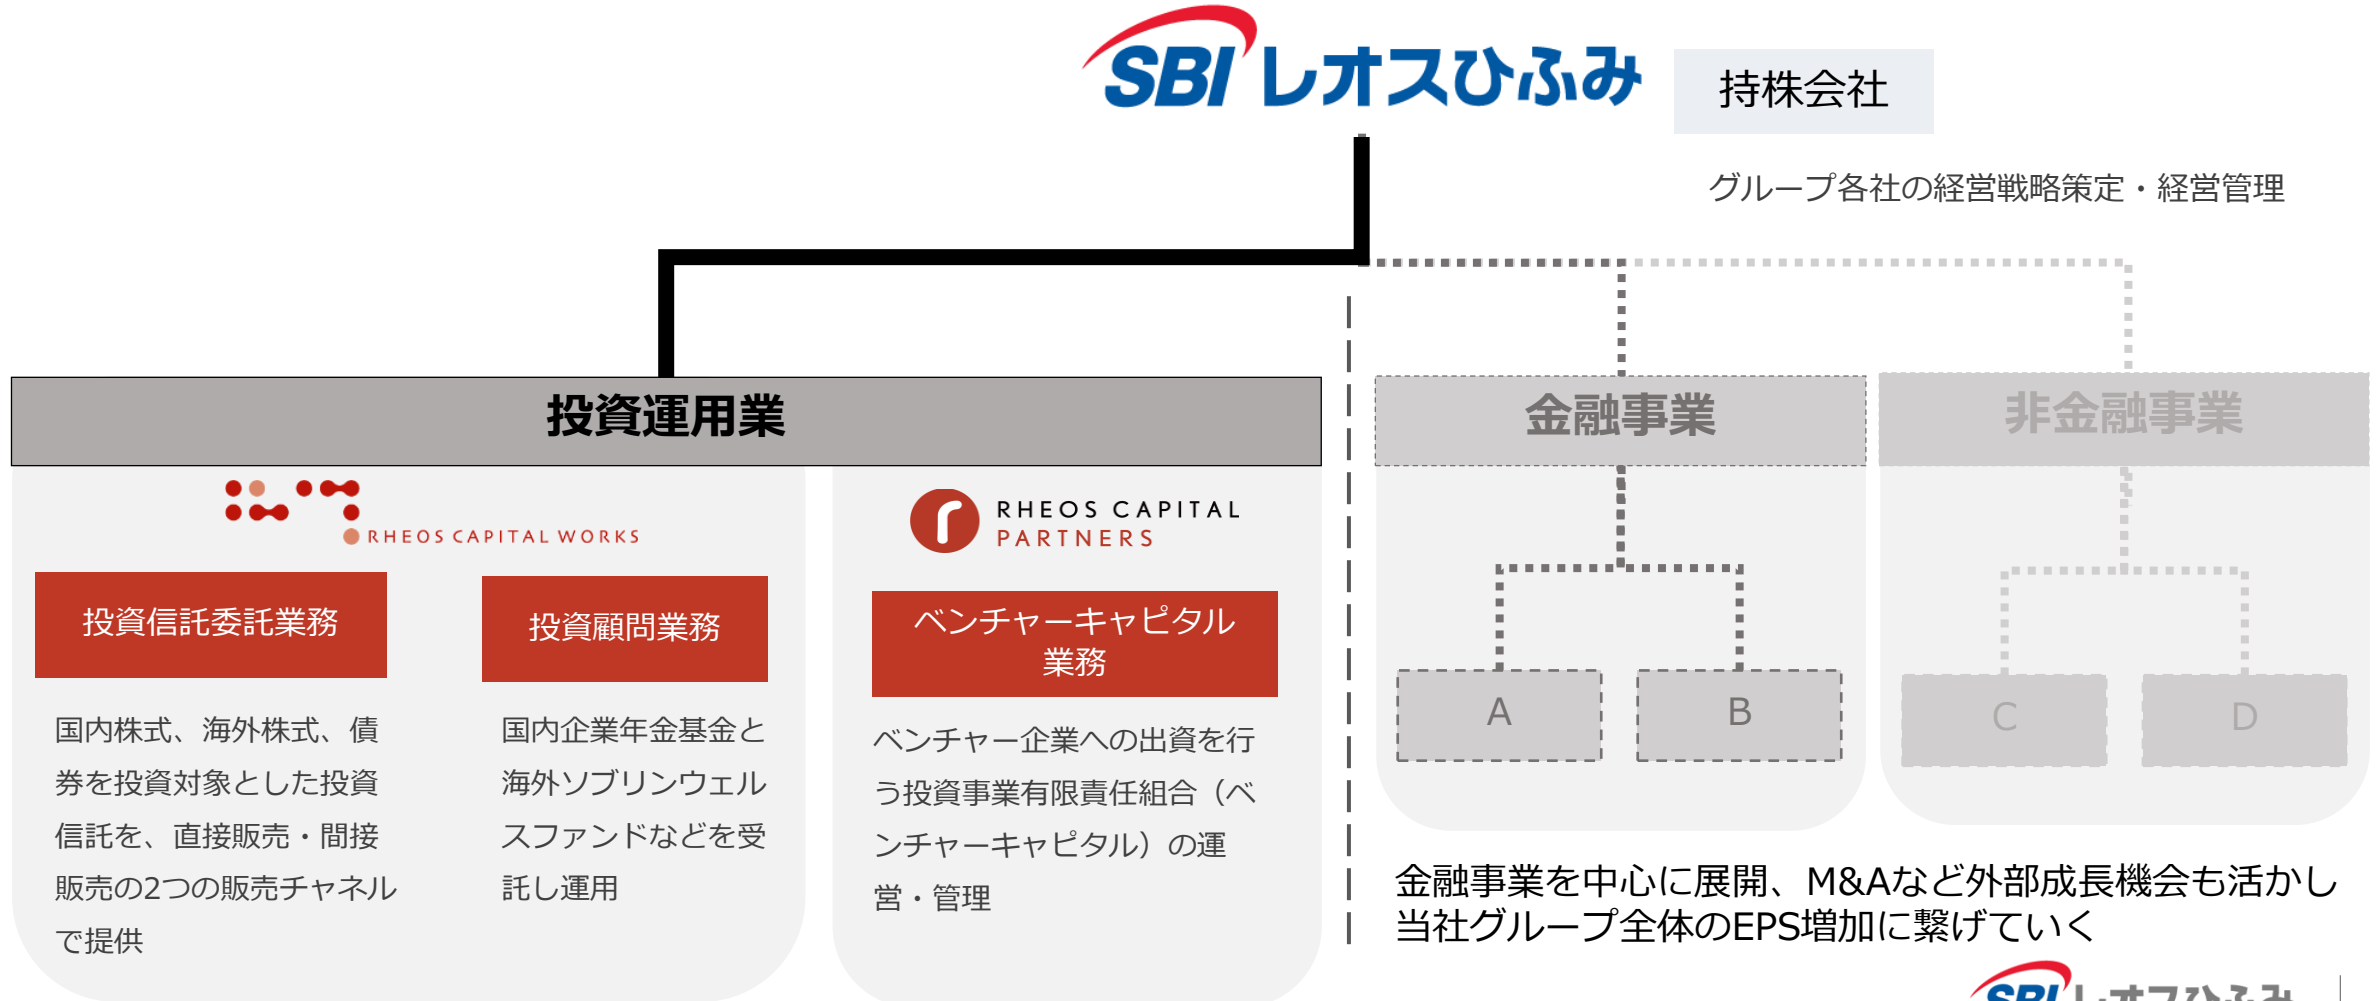 SBIレオスひふみ
持株会社
グループ各社の経営戦略策定・経営管理
投資運用業
RHEOS CAPITAL WORKS
投資信託委託業務
国内株式、海外株式、債
券を投資対象とした投資
信託を、直接販売・間接
販売の2つの販売チャネル
で提供
投資顧問業務
国内企業年金基金と
海外ソブリンウェル
スファンドなどを受
託し運用
RHEOS CAPITAL
PARTNERS
ベンチャーキャピタル
業務
ベンチャー企業への出資を行
う投資事業有限責任組合（ベ
ンチャーキャピタル）の運
営・管理
金融事業
A
B
非金融事業
C
D
金融事業を中心に展開、M&Aなど外部成長機会も活かし
当社グループ全体のEPS増加に繋げていく
SBIレオスひふみ